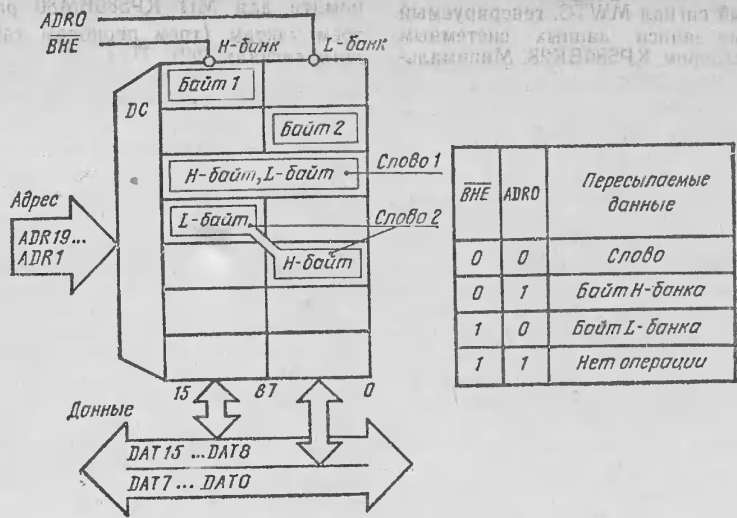 ADR0
BHE
H-банк
L-банк
DC
Байт 1
Байт 2
H-байт, L-байт
Слово 1
L-байт
Слово 2
H-байт
Адрес
ADR19...
ADR1
15 8 7 0
Данные
DAT15 ...DAT8
DAT7 ... DAT0
BHE ADR0 Пересылаемые данные
0 0 Слово
0 1 Байт H-банка
1 0 Байт L-банка
1 1 Нет операции